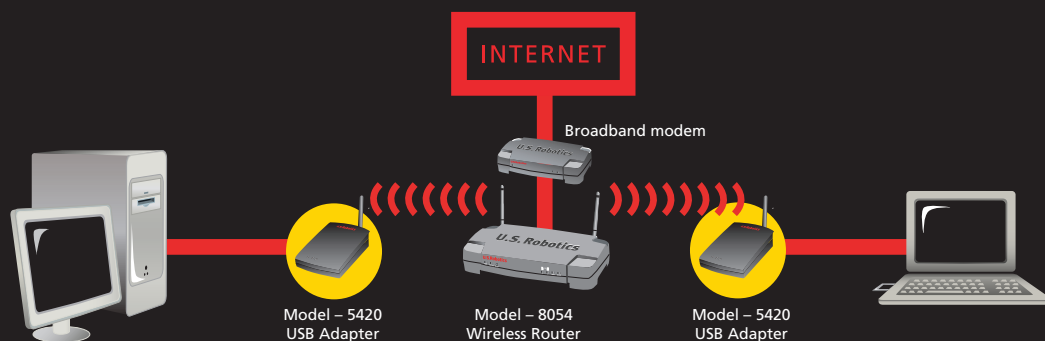 INTERNET
Broadband modem
U.S. Robotics
U.S. Robotics
Model – 5420
USB Adapter
Model – 8054
Wireless Router
Model – 5420
USB Adapter